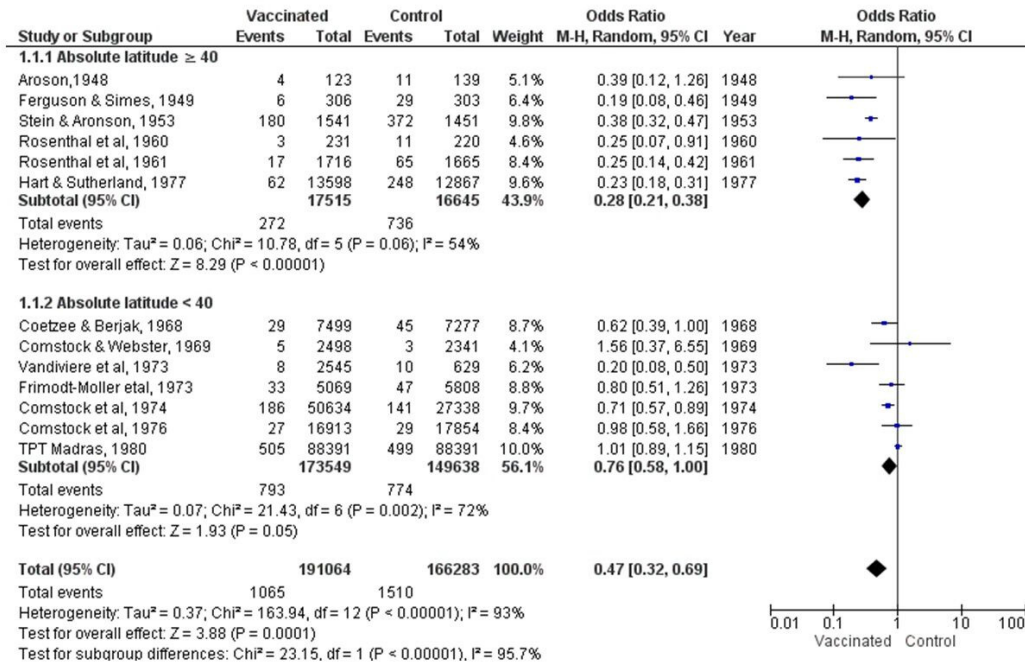 Vaccinated Control Odds Ratio Odds Ratio
Study or Subgroup Events Total Events Total Weight M-H, Random, 95% CI Year M-H, Random, 95% CI
1.1.1 Absolute latitude ≥ 40
Aroson,1948 4 123 11 139 5.1% 0.39 [0.12, 1.26] 1948
Ferguson & Simes, 1949 6 306 29 303 6.4% 0.19 [0.08, 0.46] 1949
Stein & Aronson, 1953 180 1541 372 1451 9.8% 0.38 [0.32, 0.47] 1953
Rosenthal et al, 1960 3 231 11 220 4.6% 0.25 [0.07, 0.91] 1960
Rosenthal et al, 1961 17 1716 65 1665 8.4% 0.25 [0.14, 0.42] 1961
Hart & Sutherland, 1977 62 13598 248 12867 9.6% 0.23 [0.18, 0.31] 1977
Subtotal (95% CI) 17515 16645 43.9% 0.28 [0.21, 0.38]
Total events 272 736
Heterogeneity: Tau² = 0.06; Chi² = 10.78, df = 5 (P = 0.06); I² = 54%
Test for overall effect: Z = 8.29 (P < 0.00001)
1.1.2 Absolute latitude < 40
Coetzee & Berjak, 1968 29 7499 45 7277 8.7% 0.62 [0.39, 1.00] 1968
Comstock & Webster, 1969 5 2498 3 2341 4.1% 1.56 [0.37, 6.55] 1969
Vandiviere et al, 1973 8 2545 10 629 6.2% 0.20 [0.08, 0.50] 1973
Frimodt-Moller etal, 1973 33 5069 47 5808 8.8% 0.80 [0.51, 1.26] 1973
Comstock et al, 1974 186 50634 141 27338 9.7% 0.71 [0.57, 0.89] 1974
Comstock et al, 1976 27 16913 29 17854 8.4% 0.98 [0.58, 1.66] 1976
TPT Madras, 1980 505 88391 499 88391 10.0% 1.01 [0.89, 1.15] 1980
Subtotal (95% CI) 173549 149638 56.1% 0.76 [0.58, 1.00]
Total events 793 774
Heterogeneity: Tau² = 0.07; Chi² = 21.43, df = 6 (P = 0.002); I² = 72%
Test for overall effect: Z = 1.93 (P = 0.05)
Total (95% CI) 191064 166283 100.0% 0.47 [0.32, 0.69]
Total events 1065 1510
Heterogeneity: Tau² = 0.37; Chi² = 163.94, df = 12 (P < 0.00001); I² = 93%
Test for overall effect: Z = 3.88 (P = 0.0001)
Test for subgroup differences: Chi² = 23.15, df = 1 (P < 0.00001), I² = 95.7%
0.01 0.1 1 10 100
Vaccinated Control